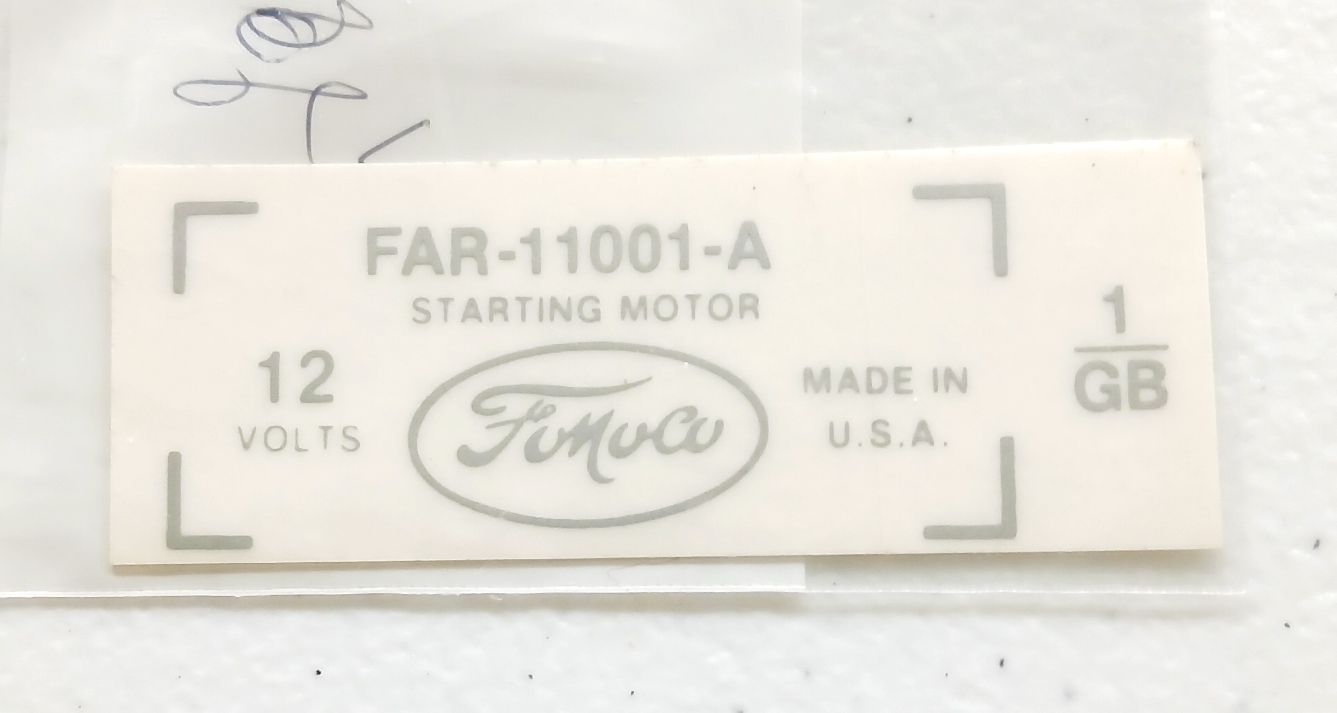 FAR-11001-A
STARTING MOTOR
12
VOLTS
FoMoCo
MADE IN
U.S.A.
1
GB